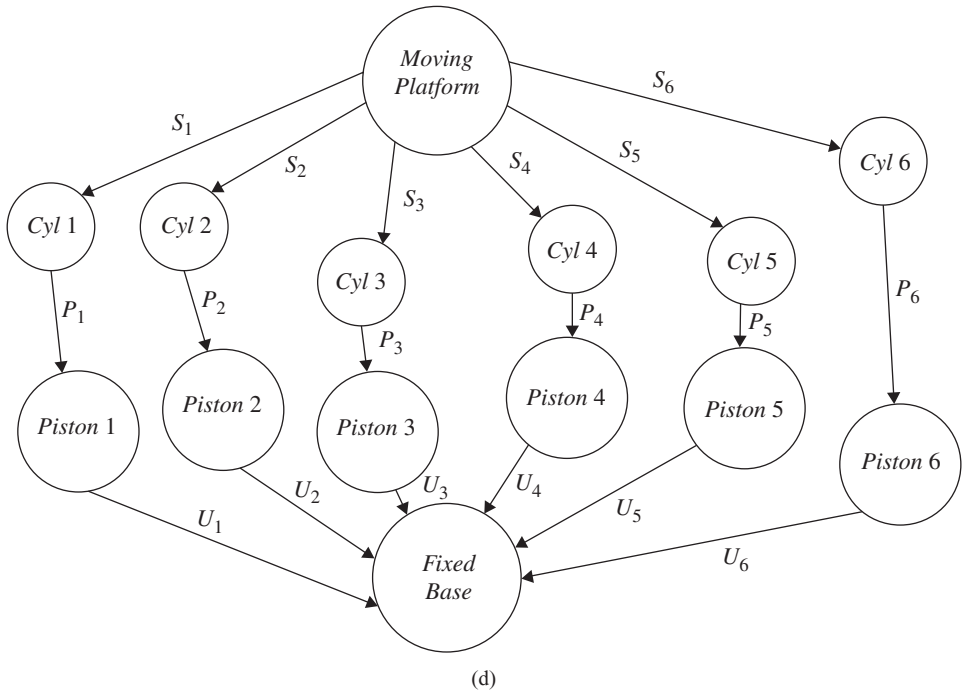 Moving
Platform
S₁
S₂
S₃
S₄
S₅
S₆
Cyl 1
Cyl 2
Cyl 3
Cyl 4
Cyl 5
Cyl 6
P₁
P₂
P₃
P₄
P₅
P₆
Piston 1
Piston 2
Piston 3
Piston 4
Piston 5
Piston 6
U₁
U₂
U₃
U₄
U₅
U₆
Fixed
Base
(d)